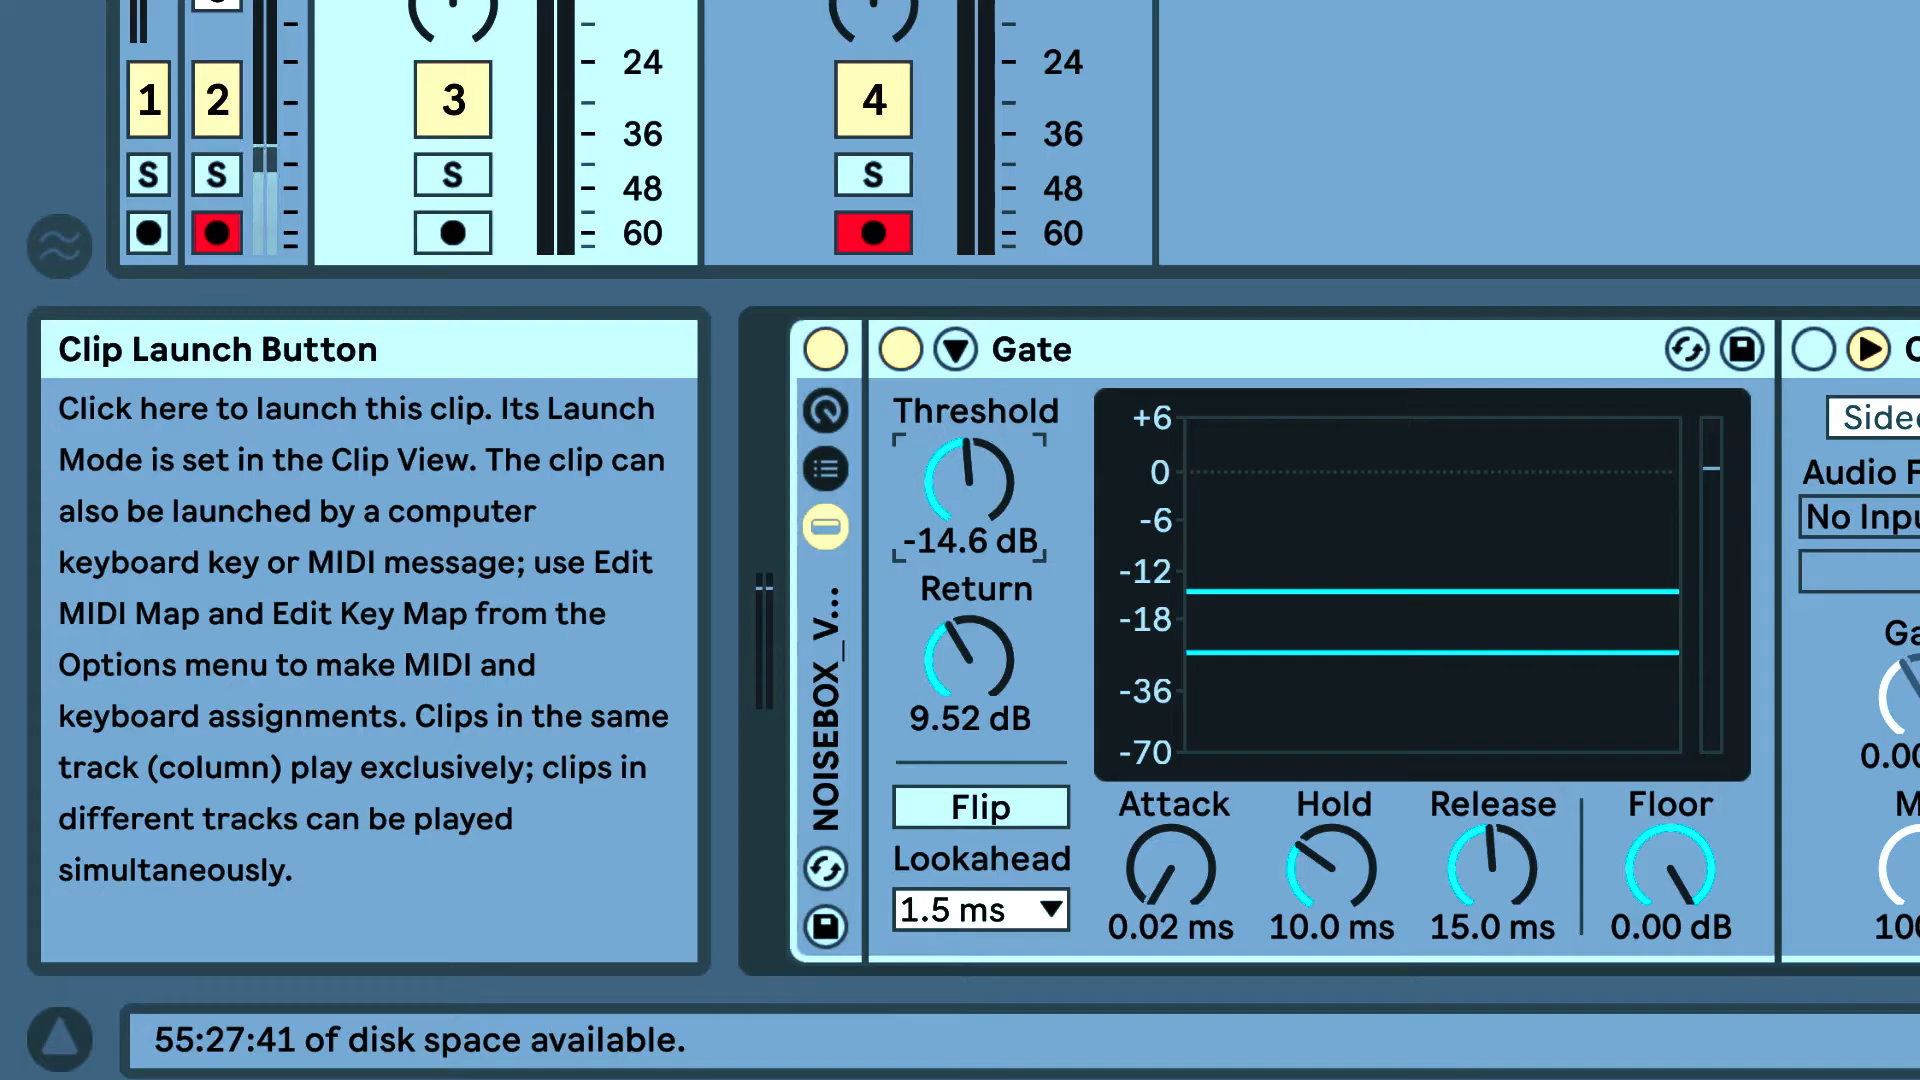 24
24
1
2
3
4
36
36
S
S
S
S
48
48
60
60
Clip Launch Button
Click here to launch this clip. Its Launch
Mode is set in the Clip View. The clip can
also be launched by a computer
keyboard key or MIDI message; use Edit
MIDI Map and Edit Key Map from the
Options menu to make MIDI and
keyboard assignments. Clips in the same
track (column) play exclusively; clips in
different tracks can be played
simultaneously.
NOISEBOX_V...
Gate
Threshold
-14.6 dB
Return
9.52 dB
Flip
Lookahead
1.5 ms
+6
0
-6
-12
-18
-36
-70
Attack
0.02 ms
Hold
10.0 ms
Release
15.0 ms
Floor
0.00 dB
Audio
55:27:41 of disk space available.